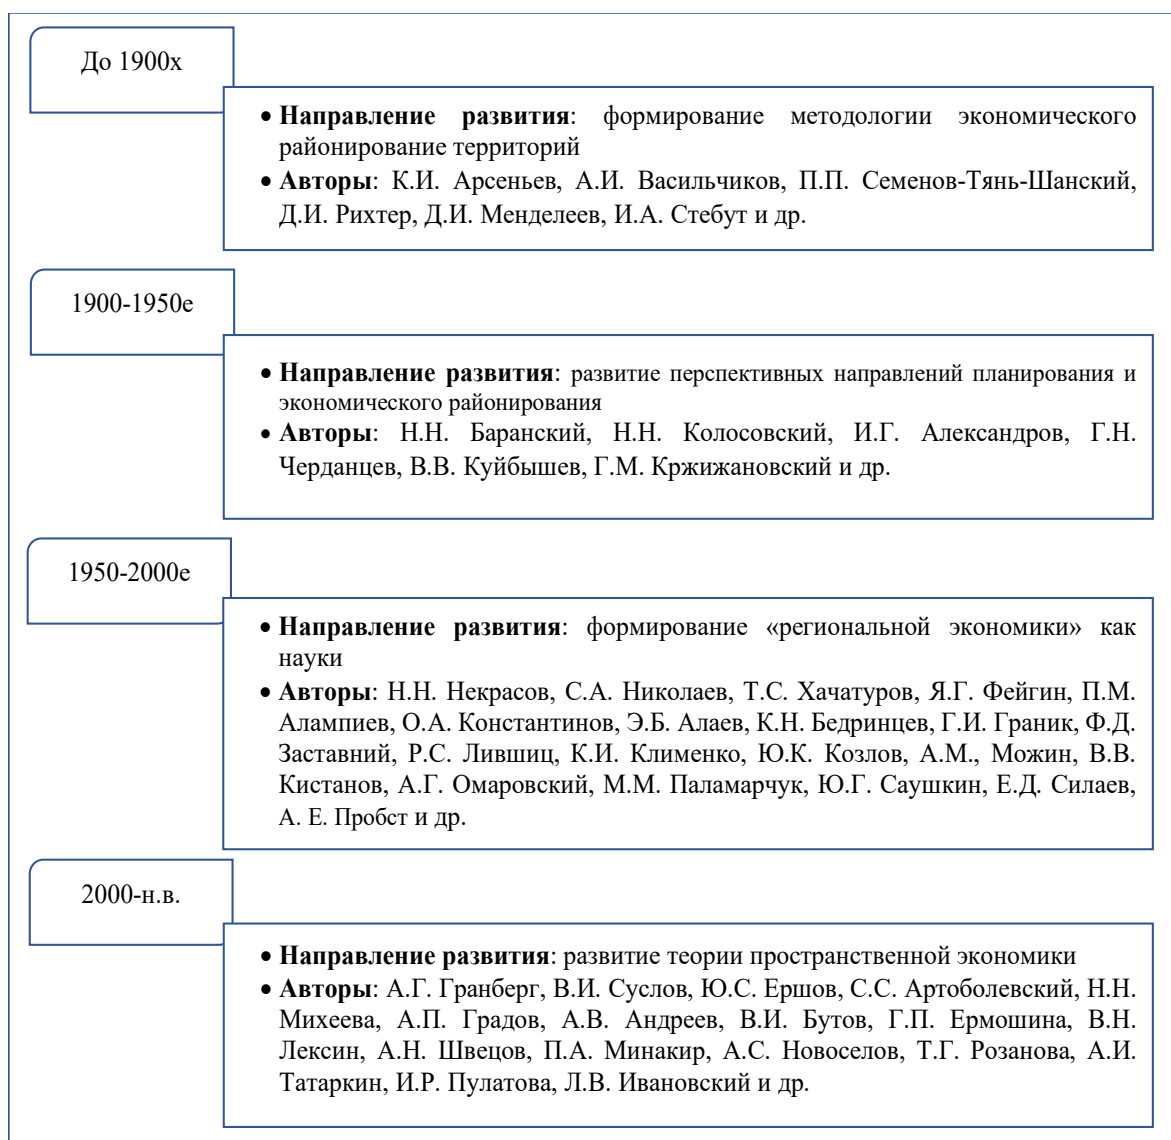 До 1900х
• Направление развития: формирование методологии экономического
районирование территорий
• Авторы: К.И. Арсеньев, А.И. Васильчиков, П.П. Семенов-Тянь-Шанский,
Д.И. Рихтер, Д.И. Менделеев, И.А. Стебут и др.
1900-1950е
• Направление развития: развитие перспективных направлений планирования и
экономического районирования
• Авторы: Н.Н. Баранский, Н.Н. Колосовский, И.Г. Александров, Г.Н.
Черданцев, В.В. Куйбышев, Г.М. Кржижановский и др.
1950-2000е
• Направление развития: формирование «региональной экономики» как
науки
• Авторы: Н.Н. Некрасов, С.А. Николаев, Т.С. Хачатуров, Я.Г. Фейгин, П.М.
Алампиев, О.А. Константинов, Э.Б. Алаев, К.Н. Бедринцев, Г.И. Граник, Ф.Д.
Заставний, Р.С. Лившиц, К.И. Клименко, Ю.К. Козлов, А.М., Можин, В.В.
Кистанов, А.Г. Омаровский, М.М. Паламарчук, Ю.Г. Саушкин, Е.Д. Силаев,
А. Е. Пробст и др.
2000-н.в.
• Направление развития: развитие теории пространственной экономики
• Авторы: А.Г. Гранберг, В.И. Суслов, Ю.С. Ершов, С.С. Артоболевский, Н.Н.
Михеева, А.П. Градов, А.В. Андреев, В.И. Бутов, Г.П. Ермошина, В.Н.
Лексин, А.Н. Швецов, П.А. Минакир, А.С. Новоселов, Т.Г. Розанова, А.И.
Татаркин, И.Р. Пулатова, Л.В. Ивановский и др.